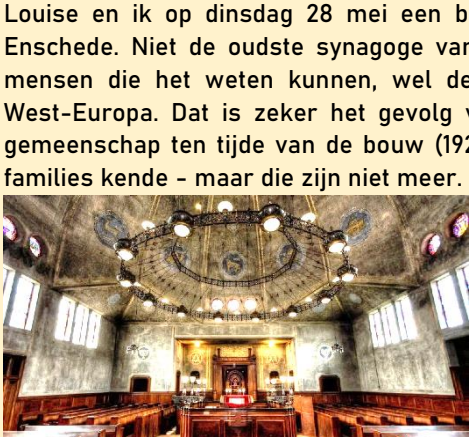 Louise en ik op dinsdag 28 mei een b
Enschede. Niet de oudste synagoge var
mensen die het weten kunnen, wel de
West-Europa. Dat is zeker het gevolg v
gemeenschap ten tijde van de bouw (192
families kende - maar die zijn niet meer.